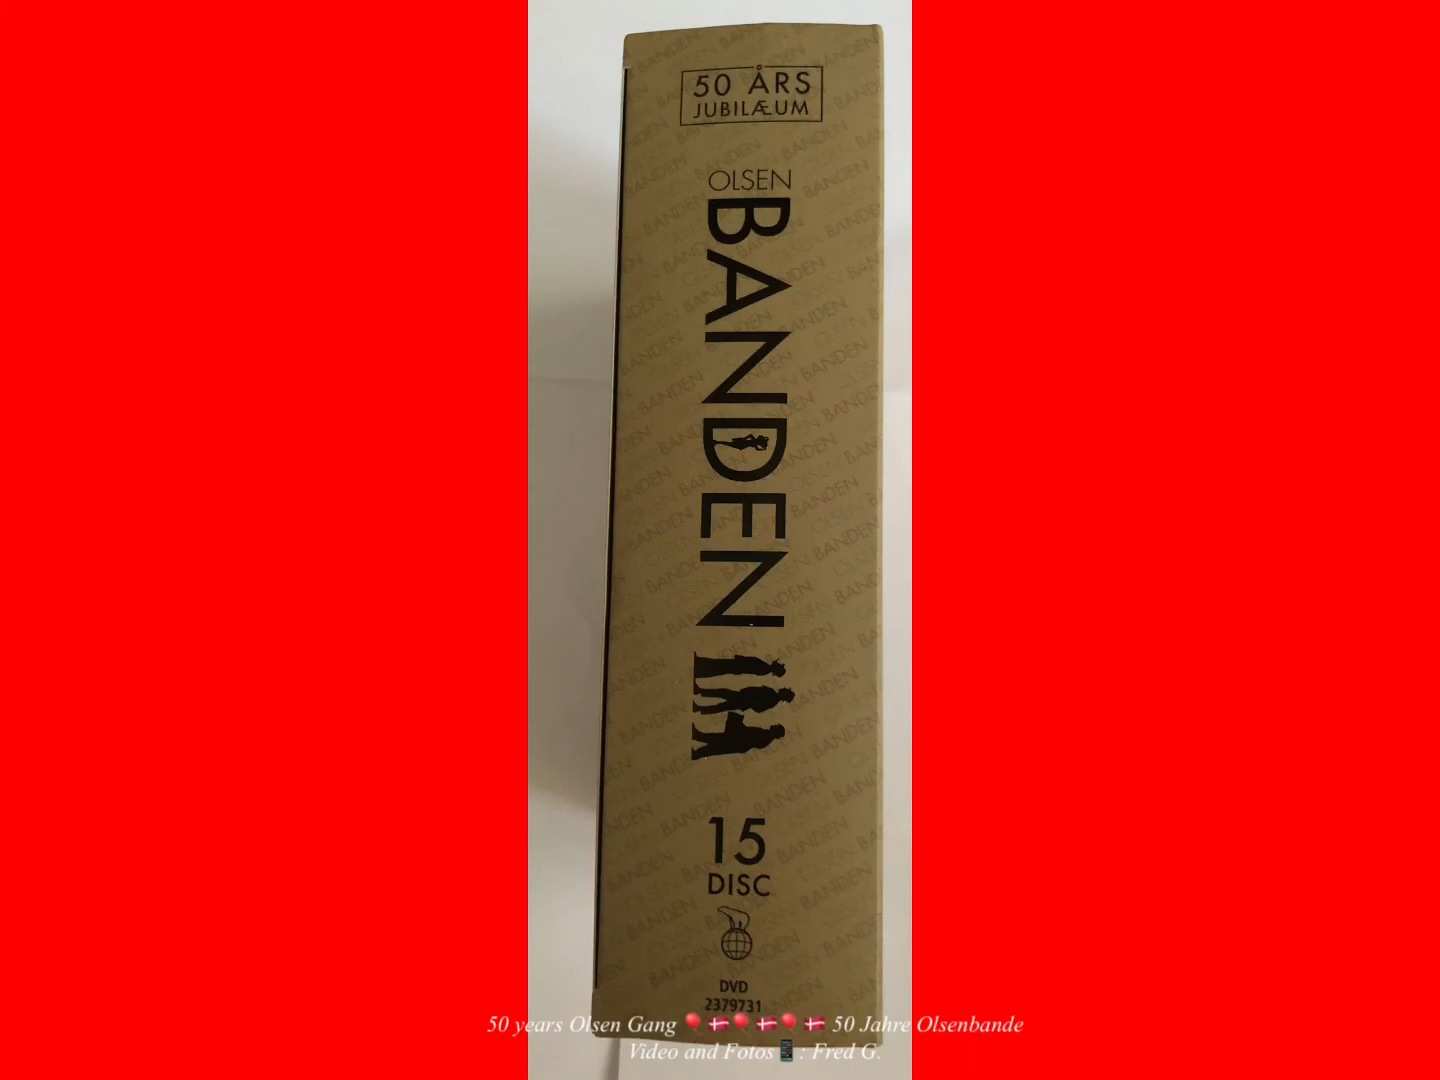 50 ÅRS
JUBILÆUM
OLSEN
BANDEN
15
DISC
DVD
2379731
50 years Olsen Gang 🎈🇩🇰🎈🇩🇰🎈🇩🇰 50 Jahre Olsenbande
Video and Fotos📱: Fred G.